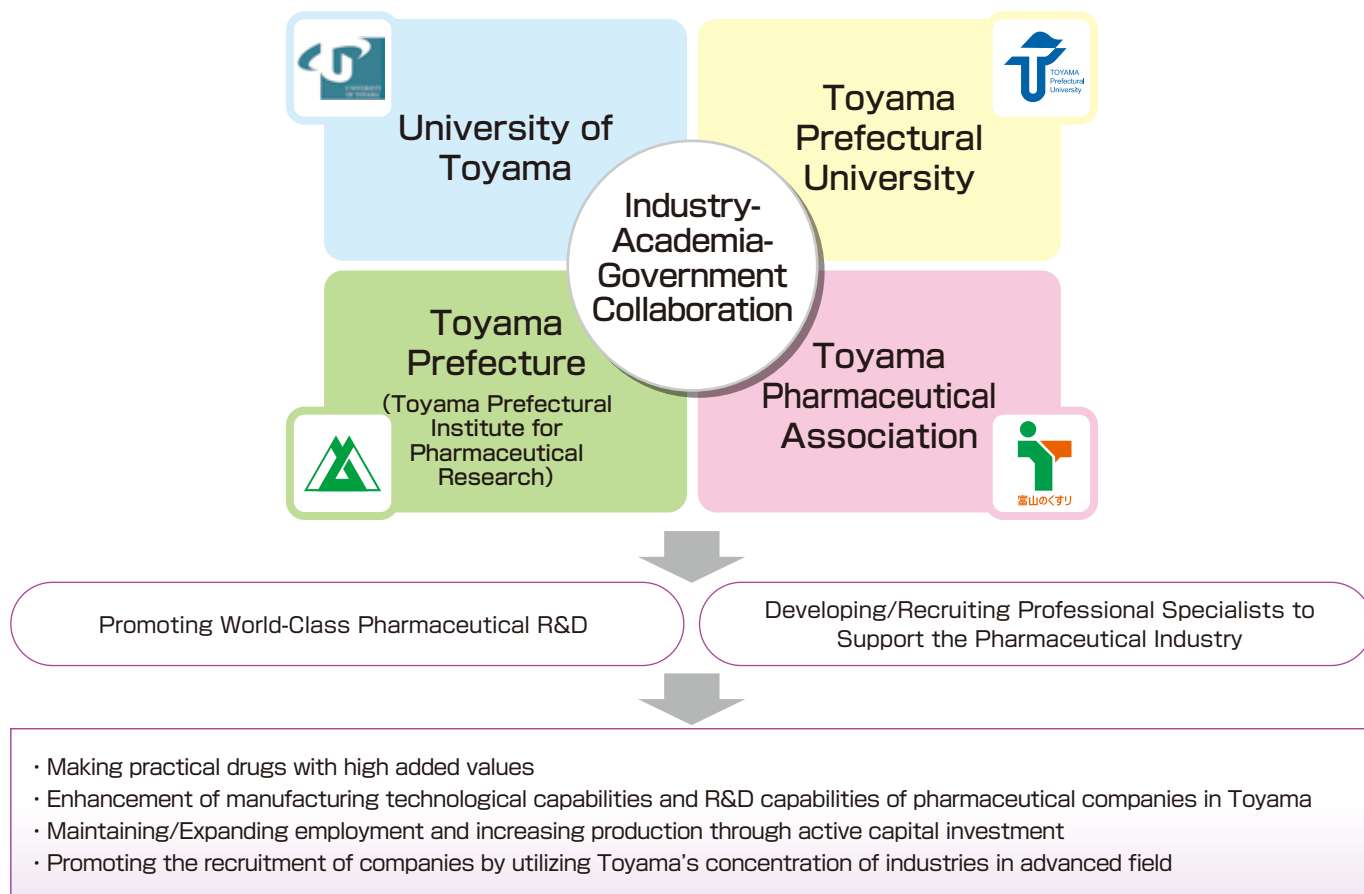 UNIVERSITY
OF TOYAMA
University of
Toyama
TOYAMA
Prefectural
University
Toyama
Prefectural
University
Industry-
Academia-
Government
Collaboration
Toyama
Prefecture
(Toyama Prefectural
Institute for
Pharmaceutical
Research)
Toyama
Pharmaceutical
Association
富山のくすり
Promoting World-Class Pharmaceutical R&D
Developing/Recruiting Professional Specialists to
Support the Pharmaceutical Industry
・Making practical drugs with high added values
・Enhancement of manufacturing technological capabilities and R&D capabilities of pharmaceutical companies in Toyama
・Maintaining/Expanding employment and increasing production through active capital investment
・Promoting the recruitment of companies by utilizing Toyama's concentration of industries in advanced field